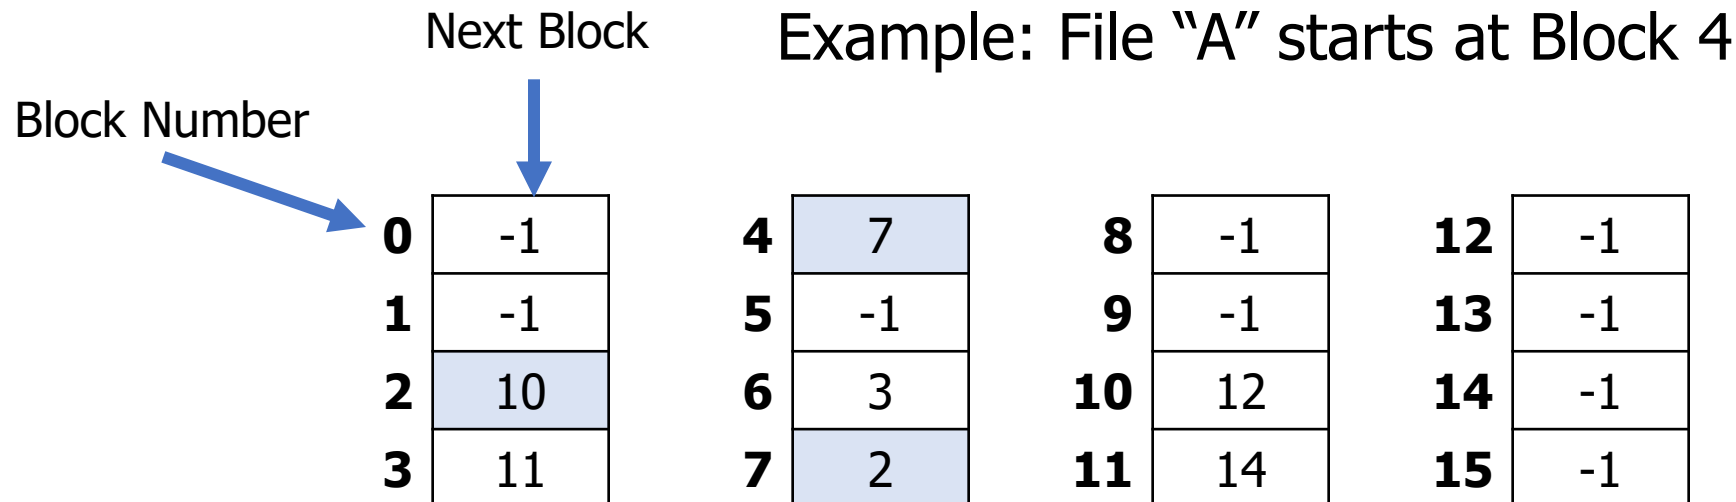 Next Block
Example: File “A” starts at Block 4
Block Number
0 -1 4 7 8 -1 12 -1
1 -1 5 -1 9 -1 13 -1
2 10 6 3 10 12 14 -1
3 11 7 2 11 14 15 -1